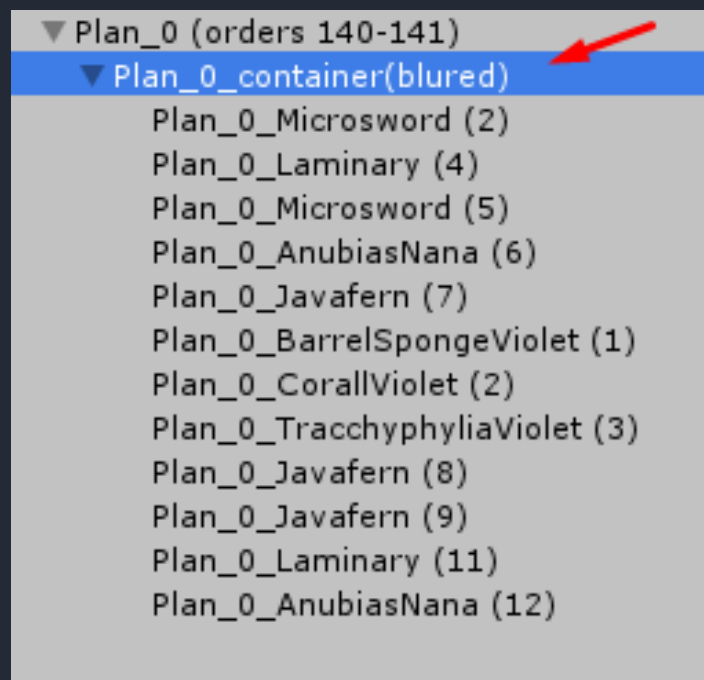 Plan_0 (orders 140-141)
Plan_0_container(blured)
Plan_0_Microsword (2)
Plan_0_Laminary (4)
Plan_0_Microsword (5)
Plan_0_AnubiasNana (6)
Plan_0_Javafern (7)
Plan_0_BarrelSpongeViolet (1)
Plan_0_CorallViolet (2)
Plan_0_TracchyphyliaViolet (3)
Plan_0_Javafern (8)
Plan_0_Javafern (9)
Plan_0_Laminary (11)
Plan_0_AnubiasNana (12)